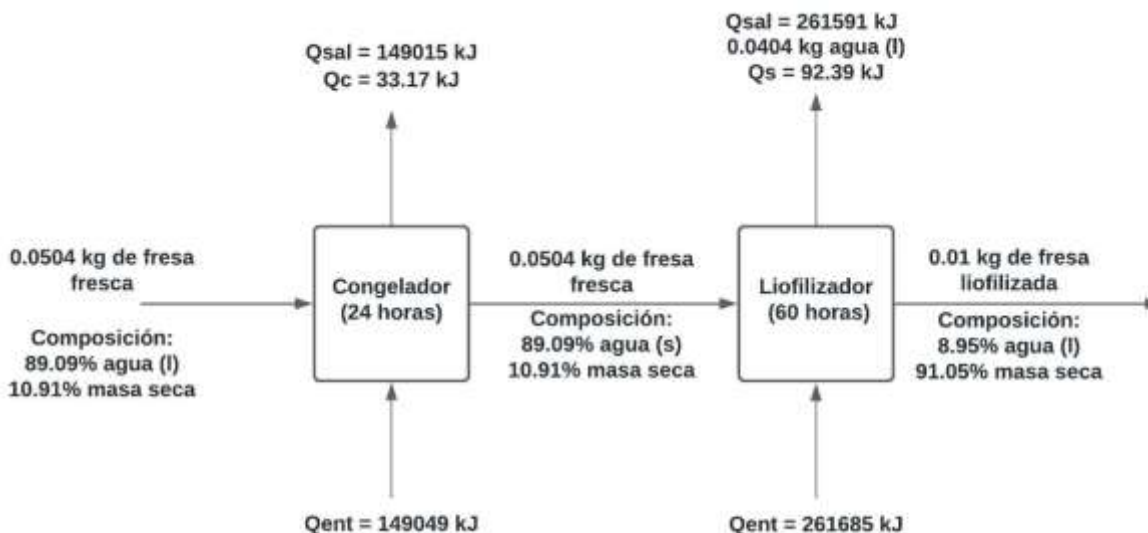 Qsal = 149015 kJ
Qc = 33.17 kJ
Qsal = 261591 kJ
0.0404 kg agua (l)
Qs = 92.39 kJ
0.0504 kg de fresa
fresca
Composición:
89.09% agua (l)
10.91% masa seca
Congelador
(24 horas)
0.0504 kg de fresa
fresca
Composición:
89.09% agua (s)
10.91% masa seca
Liofilizador
(60 horas)
0.01 kg de fresa
liofilizada
Composición:
8.95% agua (l)
91.05% masa seca
Qent = 149049 kJ
Qent = 261685 kJ